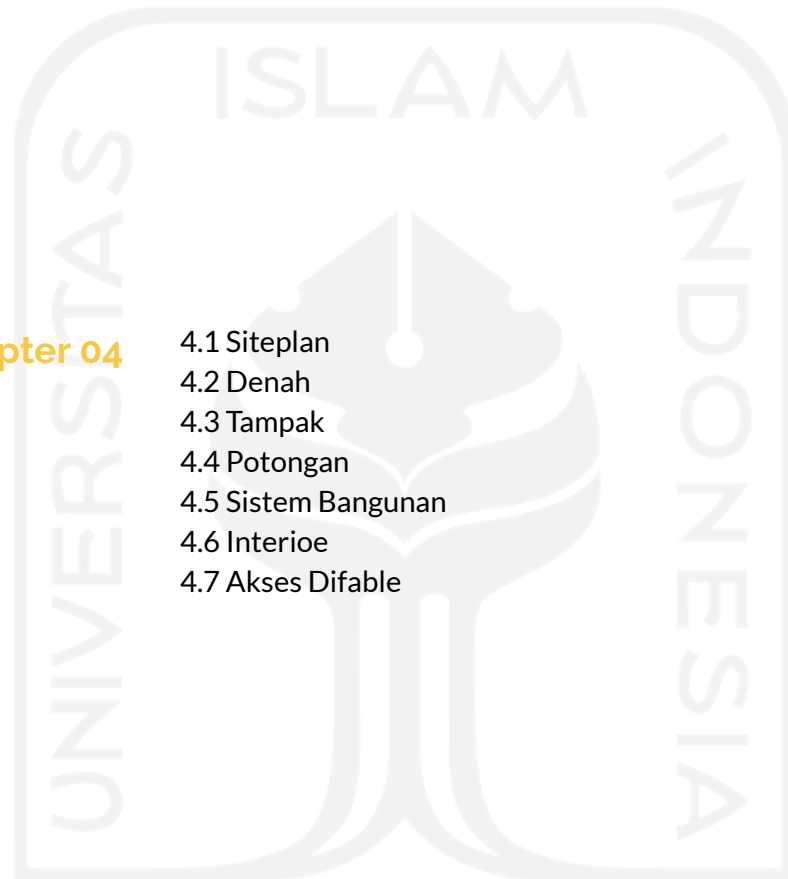 ISLAM
UNIVERSITAS
INDONESIA
pter 04
4.1 Siteplan
4.2 Denah
4.3 Tampak
4.4 Potongan
4.5 Sistem Bangunan
4.6 Interioe
4.7 Akses Difable